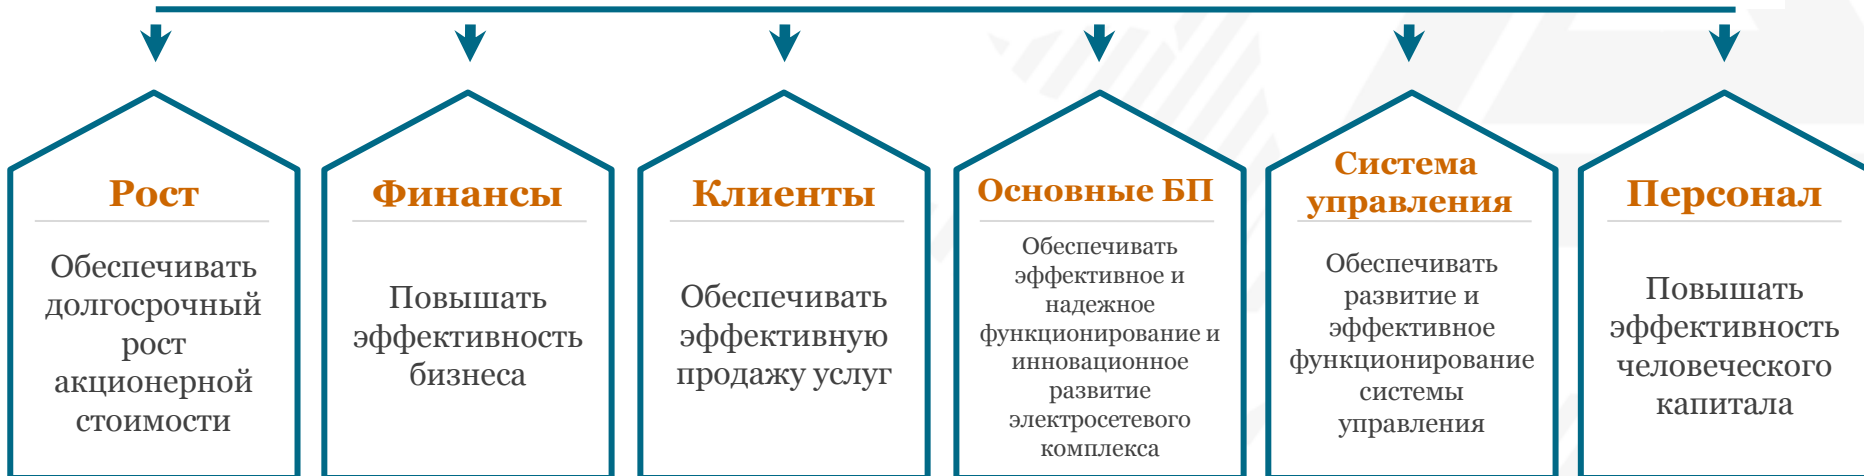 Рост
Обеспечивать
долгосрочный
рост
акционерной
стоимости
Финансы
Повышать
эффективность
бизнеса
Клиенты
Обеспечивать
эффективную
продажу услуг
Основные БП
Обеспечивать
эффективное и
надежное
функционирование и
инновационное
развитие
электросетевого
комплекса
Система
управления
Обеспечивать
развитие и
эффективное
функционирование
системы
управления
Персонал
Повышать
эффективность
человеческого
капитала